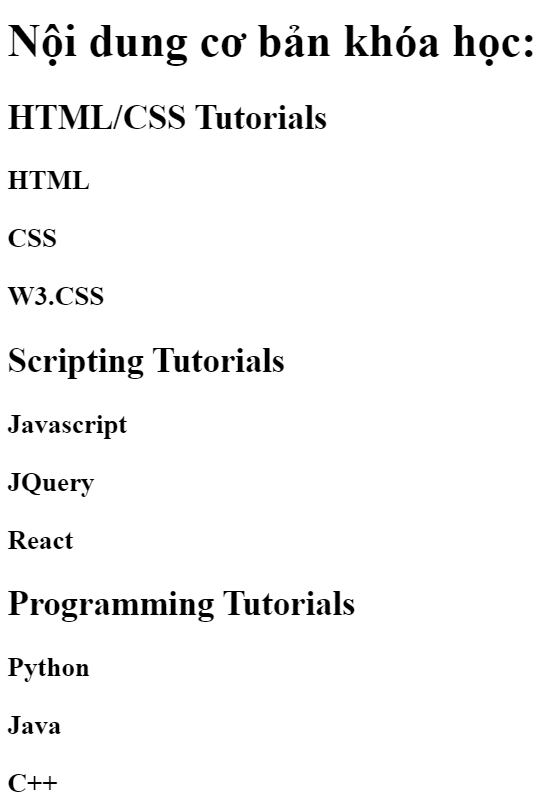 Nội dung cơ bản khóa học:
HTML/CSS Tutorials
HTML
CSS
W3.CSS
Scripting Tutorials
Javascript
JQuery
React
Programming Tutorials
Python
Java
C++